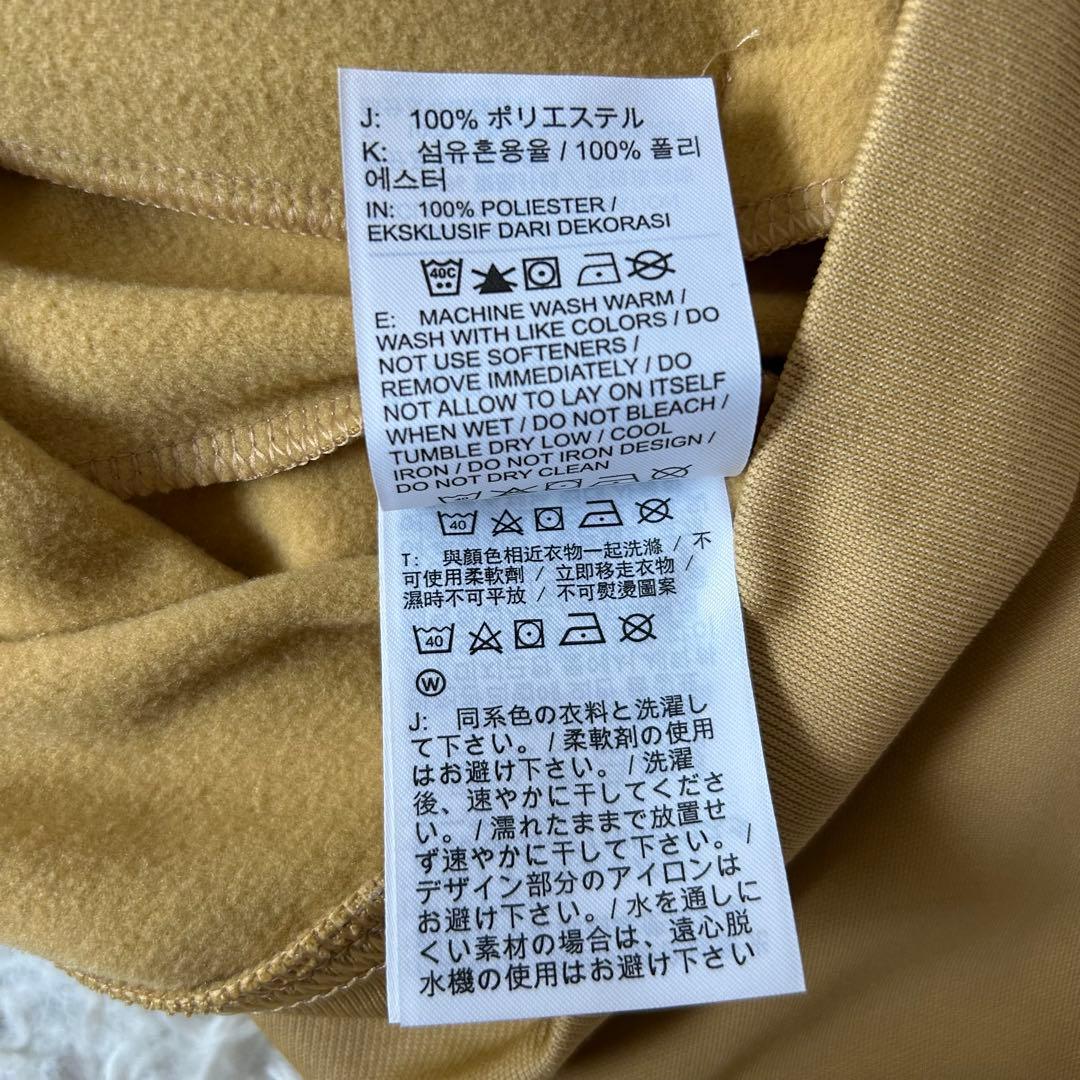 J: 100% ポリエステル
K: 섬유혼용율 / 100% 폴리
에스터
IN: 100% POLIESTER /
EKSKLUSIF DARI DEKORASI
40C
E: MACHINE WASH WARM /
WASH WITH LIKE COLORS / DO
NOT USE SOFTENERS /
REMOVE IMMEDIATELY / DO
NOT ALLOW TO LAY ON ITSELF
WHEN WET / DO NOT BLEACH /
TUMBLE DRY LOW / COOL
IRON / DO NOT IRON DESIGN /
DO NOT DRY CLEAN
40
T: 與顏色相近衣物一起洗滌 / 不
可使用柔軟劑 / 立即移走衣物 /
濕時不可平放 / 不可熨燙圖案
40
W
J: 同系色の衣料と洗濯し
て下さい。/ 柔軟剤の使用
はお避け下さい。/ 洗濯
後、速やかに干してくださ
い。/ 濡れたままで放置せ
ず速やかに干して下さい。/
デザイン部分のアイロンは
お避け下さい。/ 水を通しに
くい素材の場合は、遠心脱
水機の使用はお避け下さい